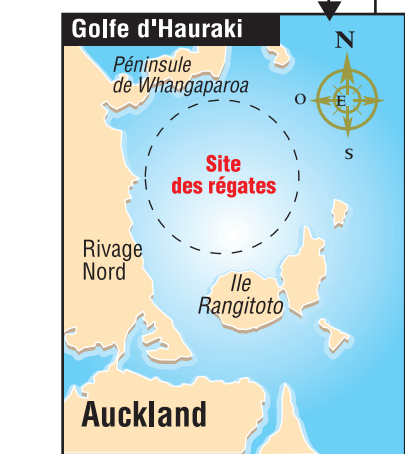 Golfe d'Hauraki
N
Péninsule
de Whangaparoa
O
E
S
Site
des régates
Rivage
Nord
Ile
Rangitoto
Auckland